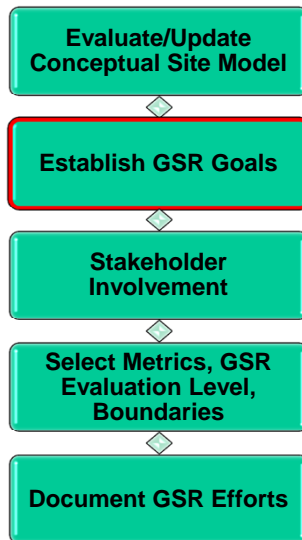 Evaluate/Update
Conceptual Site Model
Establish GSR Goals
Stakeholder
Involvement
Select Metrics, GSR
Evaluation Level,
Boundaries
Document GSR Efforts